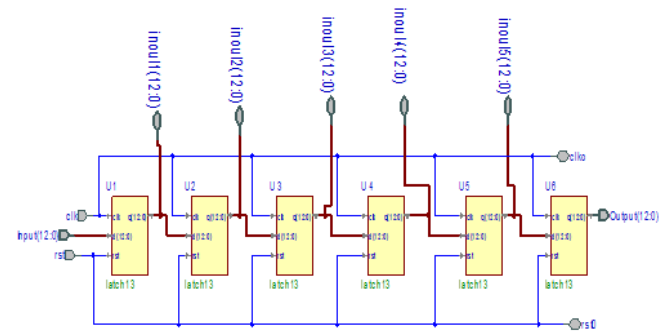 inout1(12:0)
inout2(12:0)
inout3(12:0)
inout4(12:0)
inout5(12:0)
clko
U1
U2
U3
U4
U5
U6
clk
clk q(12:0)
clk q(12:0)
clk q(12:0)
clk q(12:0)
clk q(12:0)
clk q(12:0)
Output(12:0)
Input(12:0)
d(12:0)
d(12:0)
d(12:0)
d(12:0)
d(12:0)
d(12:0)
rst
rst
rst
rst
rst
rst
rst
latch13
latch13
latch13
latch13
latch13
latch13
rst0